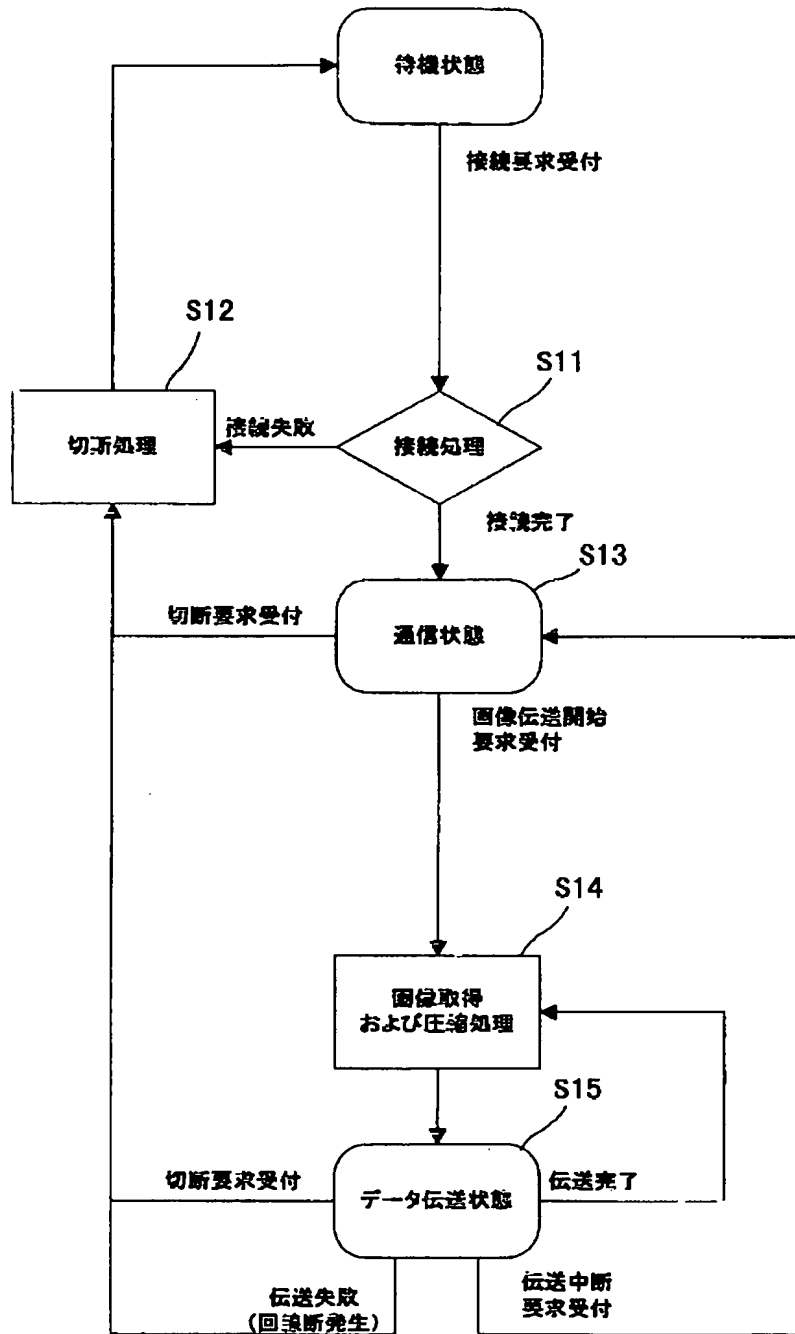 待機状態
接続要求受付
S12
S11
切断処理
接続失敗
接続処理
接続完了
S13
切断要求受付
通信状態
画像伝送開始
要求受付
S14
画像取得
および圧縮処理
S15
切断要求受付
データ伝送状態
伝送完了
伝送失敗
(回線断発生)
伝送中断
要求受付